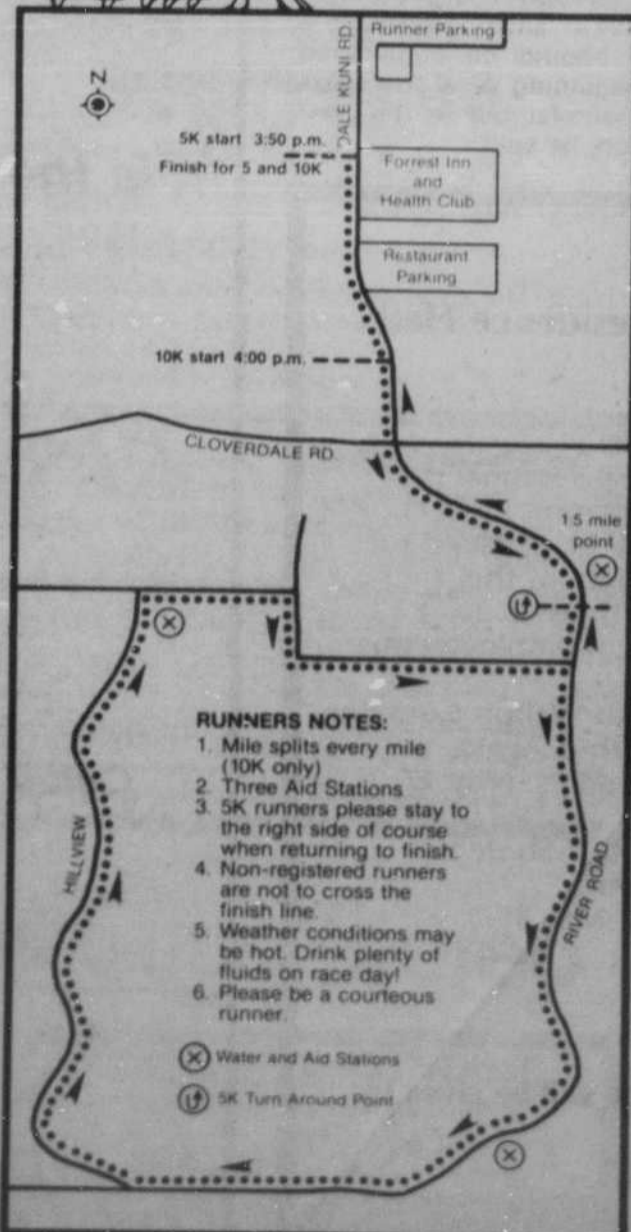 Runner Parking
N
DALE KUNI RD.
5K start 3:50 p.m.
Finish for 5 and 10K
Forrest Inn
and
Health Club
Restaurant
Parking
10K start 4:00 p.m.
CLOVERDALE RD.
1.5 mile
point
RUNNERS NOTES:
1. Mile splits every mile
(10K only)
2. Three Aid Stations
3. 5K runners please stay to
the right side of course
when returning to finish.
4. Non-registered runners
are not to cross the
finish line.
5. Weather conditions may
be hot. Drink plenty of
fluids on race day!
6. Please be a courteous
runner.
HILLVIEW
RIVER ROAD
Water and Aid Stations
5K Turn Around Point